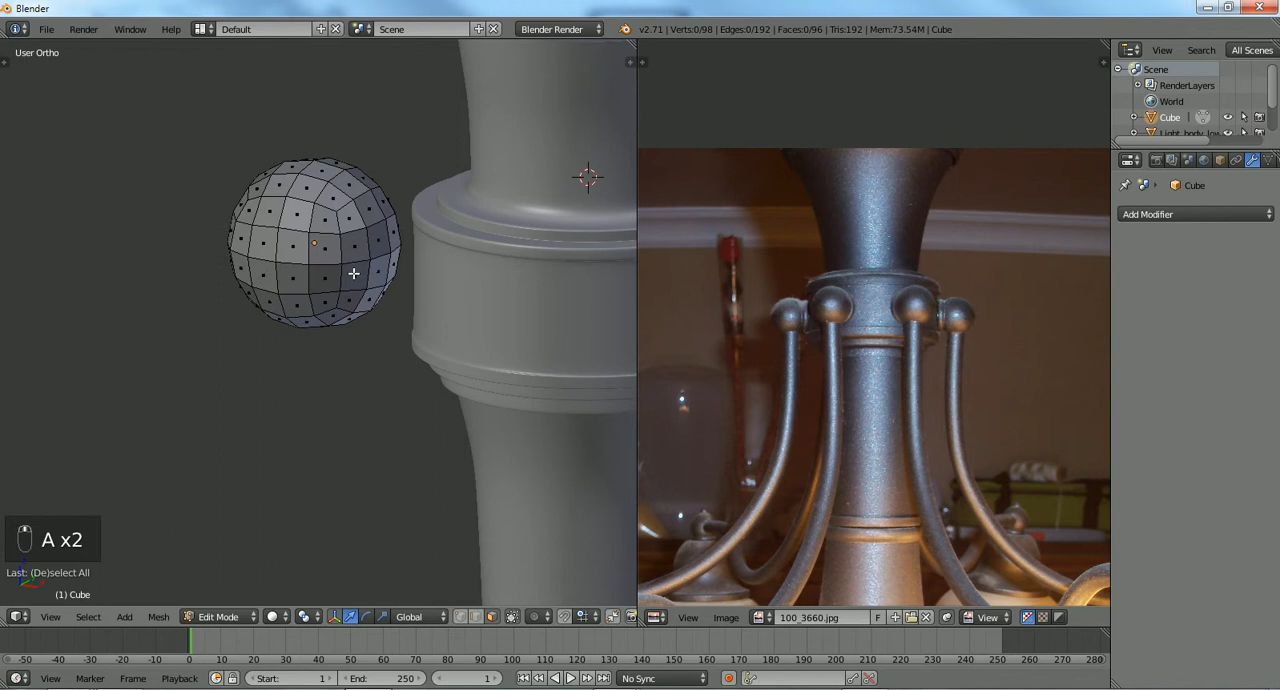 Blender
File Render Window Help Default Scene Blender Render v2.71 | Verts:0/98 | Edges:0/192 | Faces:0/96 | Tris:192 | Mem:73.54M | Cube
User Ortho
View Search All Scenes
Scene
RenderLayers
World
Cube
Cube
Add Modifier
A x2
Last: (De)select All
(1) Cube
View Select Add Mesh Edit Mode Global View Image 100_3660.jpg F View
-50 -40 -30 -20 -10 0 10 20 30 40 50 60 70 80 90 100 110 120 130 140 150 160 170 180 190 200 210 220 230 240 250 260 270 280
View Marker Frame Playback Start: 1 End: 250 1 No Sync